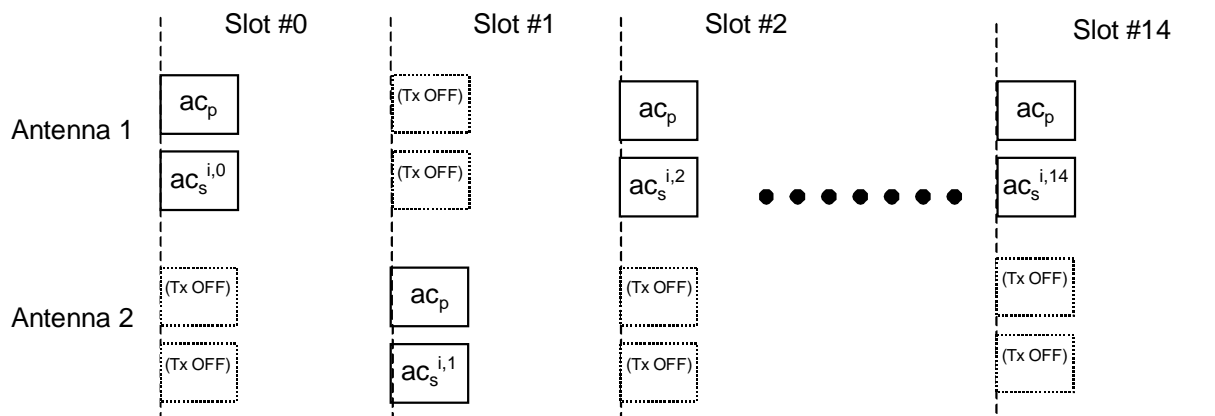 Slot #0 Slot #1 Slot #2 Slot #14
Antenna 1
ac_p (Tx OFF) ac_p ac_p
ac_s^i,0 (Tx OFF) ac_s^i,2 ac_s^i,14
Antenna 2
(Tx OFF) ac_p (Tx OFF) (Tx OFF)
(Tx OFF) ac_s^i,1 (Tx OFF) (Tx OFF)